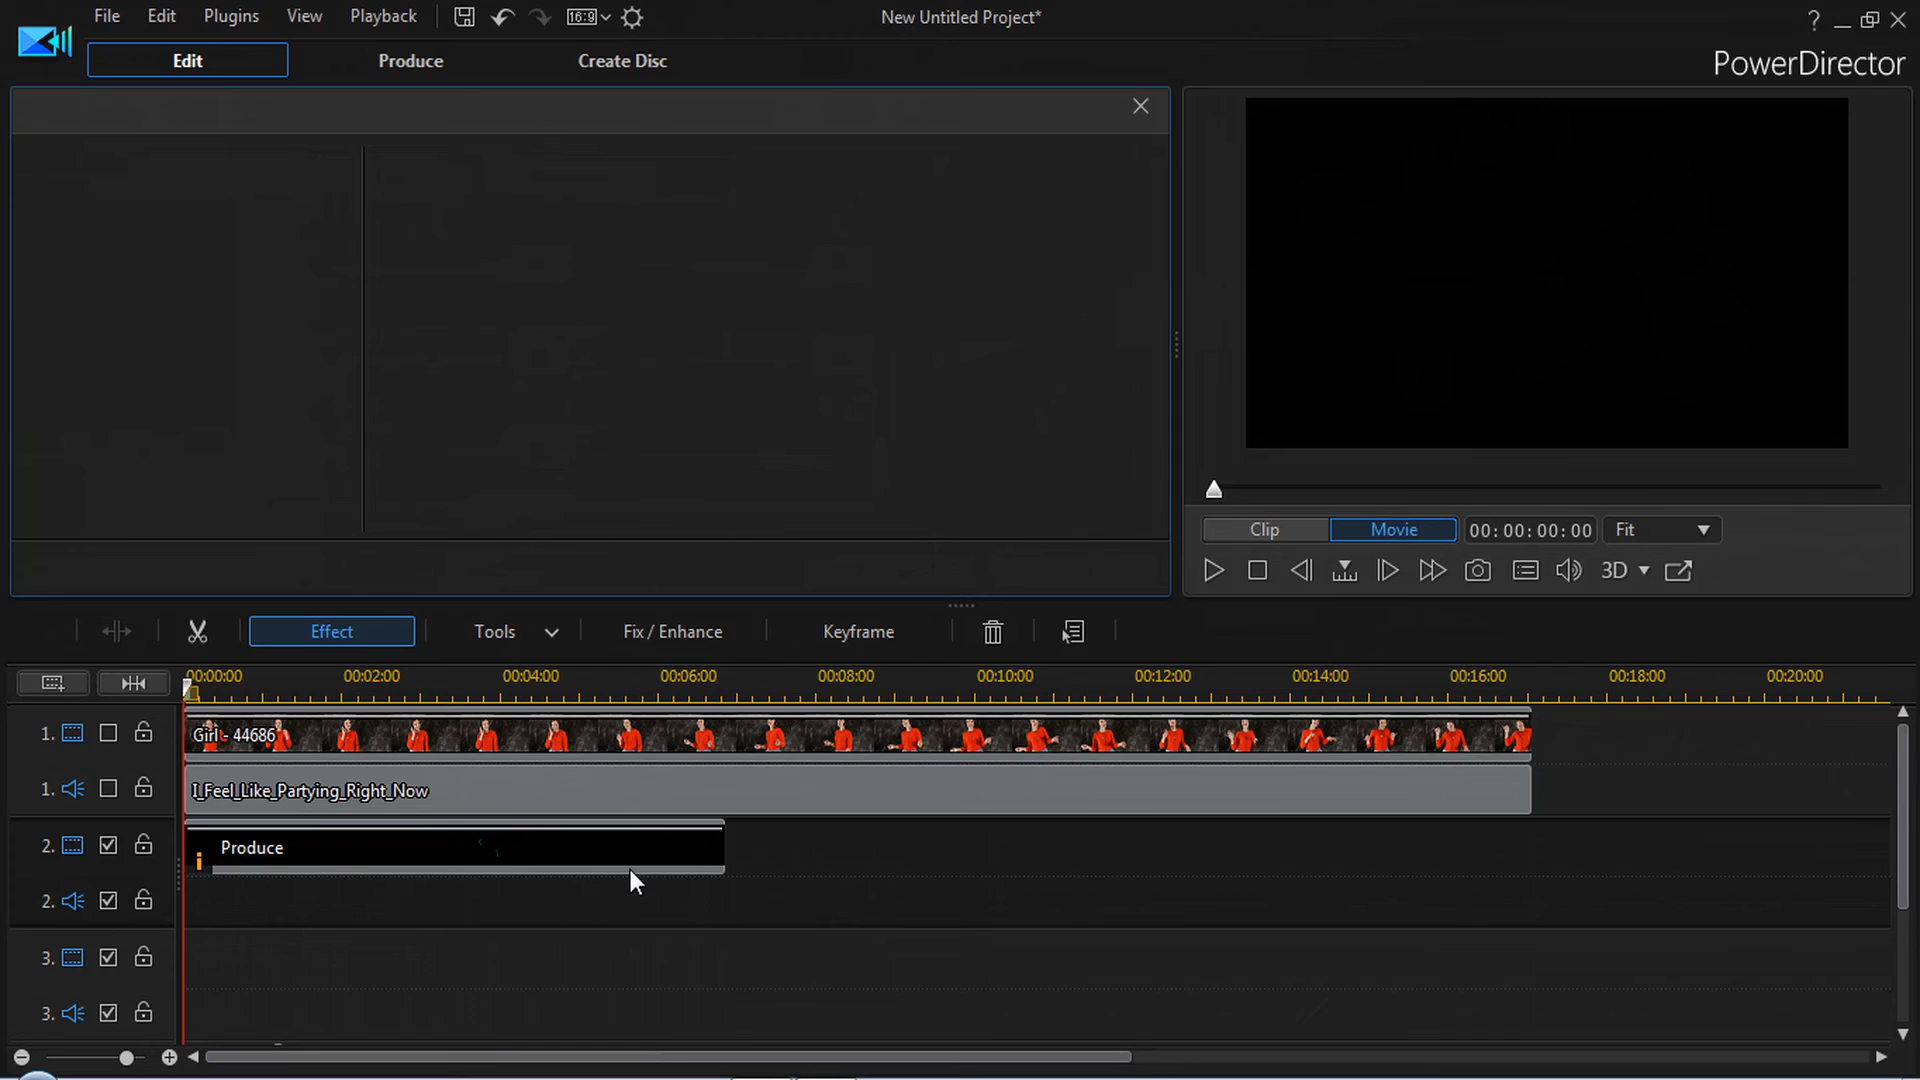 File Edit Plugins View Playback 16:9 New Untitled Project* ?
Edit Produce Create Disc PowerDirector
Clip Movie 00:00:00:00 Fit
3D
Effect Tools Fix / Enhance Keyframe
00:00:00 00:02:00 00:04:00 00:06:00 00:08:00 00:10:00 00:12:00 00:14:00 00:16:00 00:18:00 00:20:00
1. Girl - 44686
1. I_Feel_Like_Partying_Right_Now
2. i Produce
2.
3.
3.